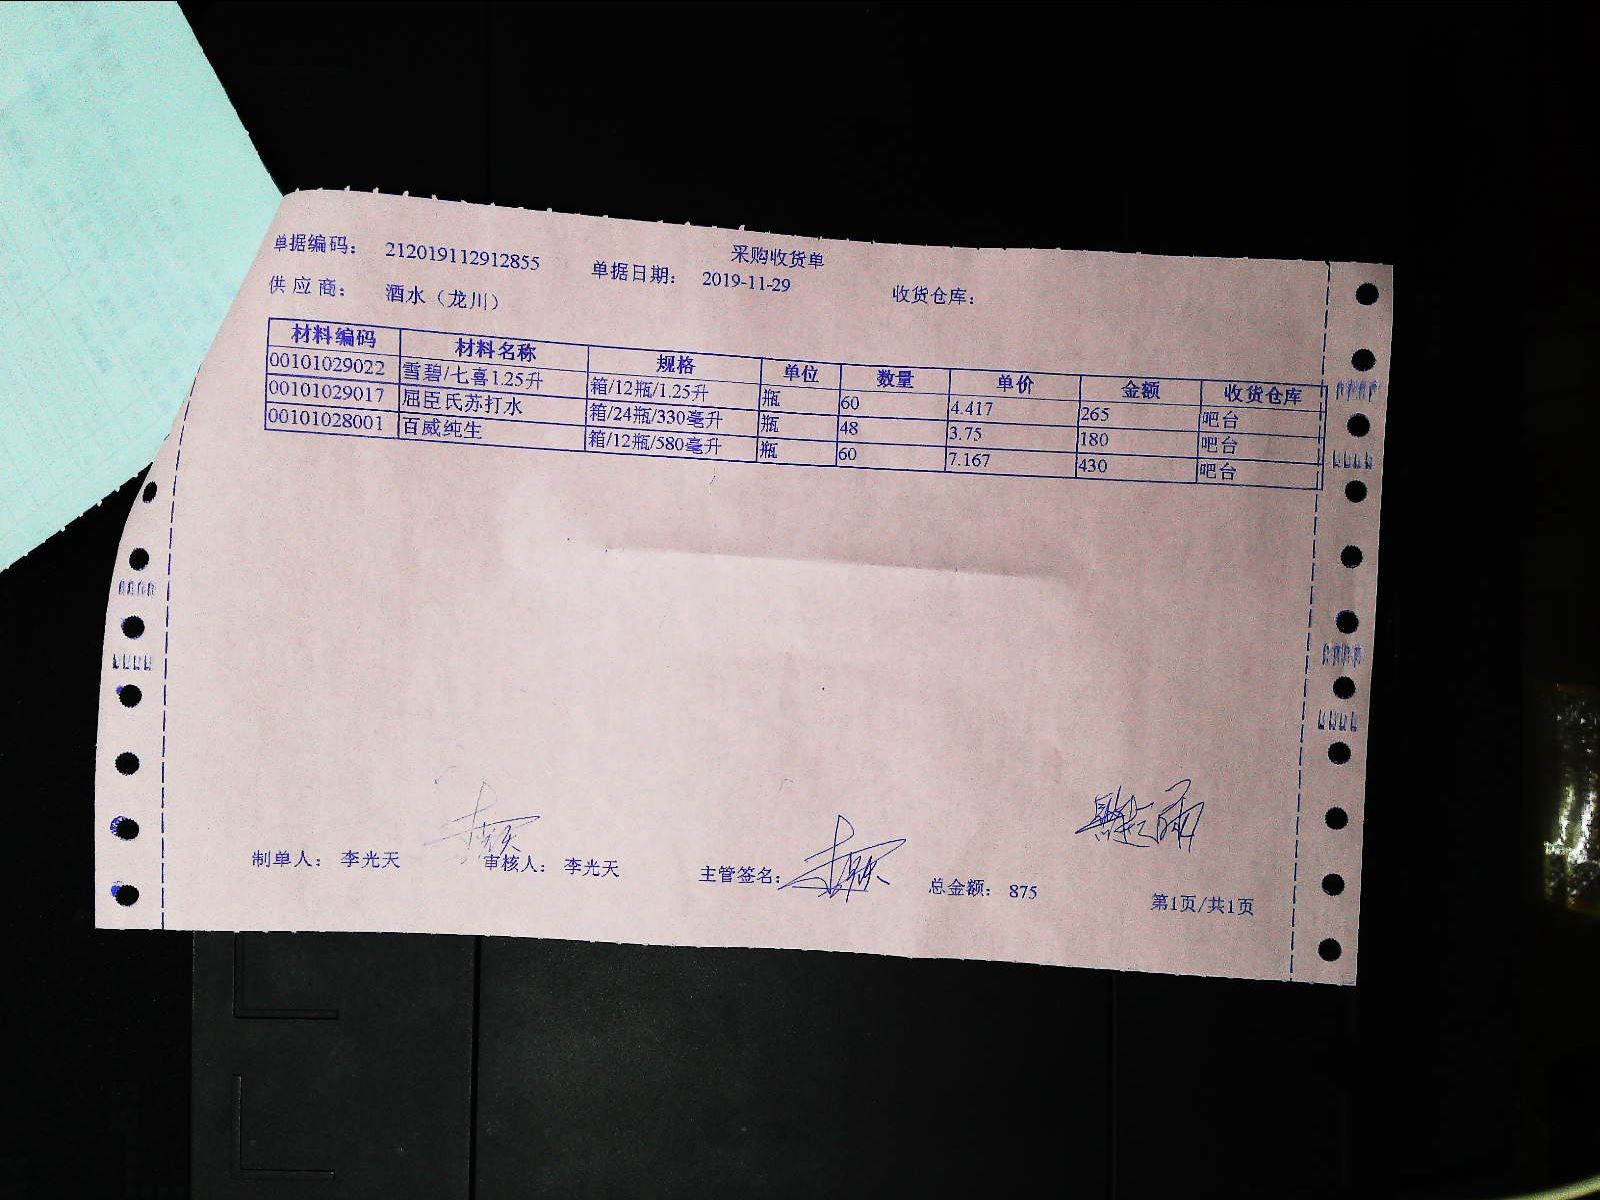 采购收货单
单据编码： 212019112912855 单据日期： 2019-11-29 收货仓库：
供应商： 酒水（龙川）
材料编码 材料名称 规格 单位 数量 单价 金额 收货仓库
00101029022 雪碧/七喜1.25升 箱/12瓶/1.25升 瓶 60 4.417 265 吧台
00101029017 屈臣氏苏打水 箱/24瓶/330毫升 瓶 48 3.75 180 吧台
00101028001 百威纯生 箱/12瓶/580毫升 瓶 60 7.167 430 吧台
制单人： 李光天 审核人： 李光天 主管签名： 总金额： 875 第1页/共1页